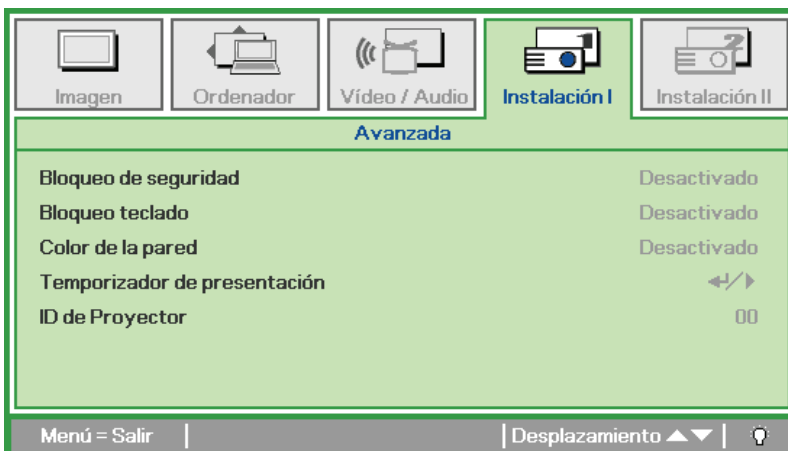 Imagen Ordenador Vídeo / Audio Instalación I Instalación II
Avanzada
Bloqueo de seguridad Desactivado
Bloqueo teclado Desactivado
Color de la pared Desactivado
Temporizador de presentación
ID de Proyector 00
Menú = Salir Desplazamiento